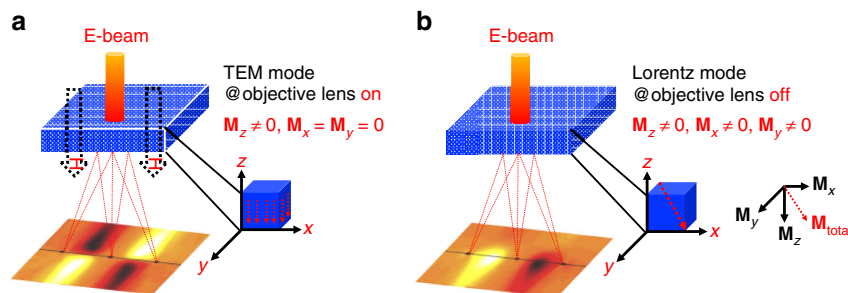 a
E-beam
TEM mode
@objective lens on
M_z ≠ 0, M_x = M_y = 0
H
H
z
x
y
b
E-beam
Lorentz mode
@objective lens off
M_z ≠ 0, M_x ≠ 0, M_y ≠ 0
z
x
y
M_x
M_y
M_z
M_total